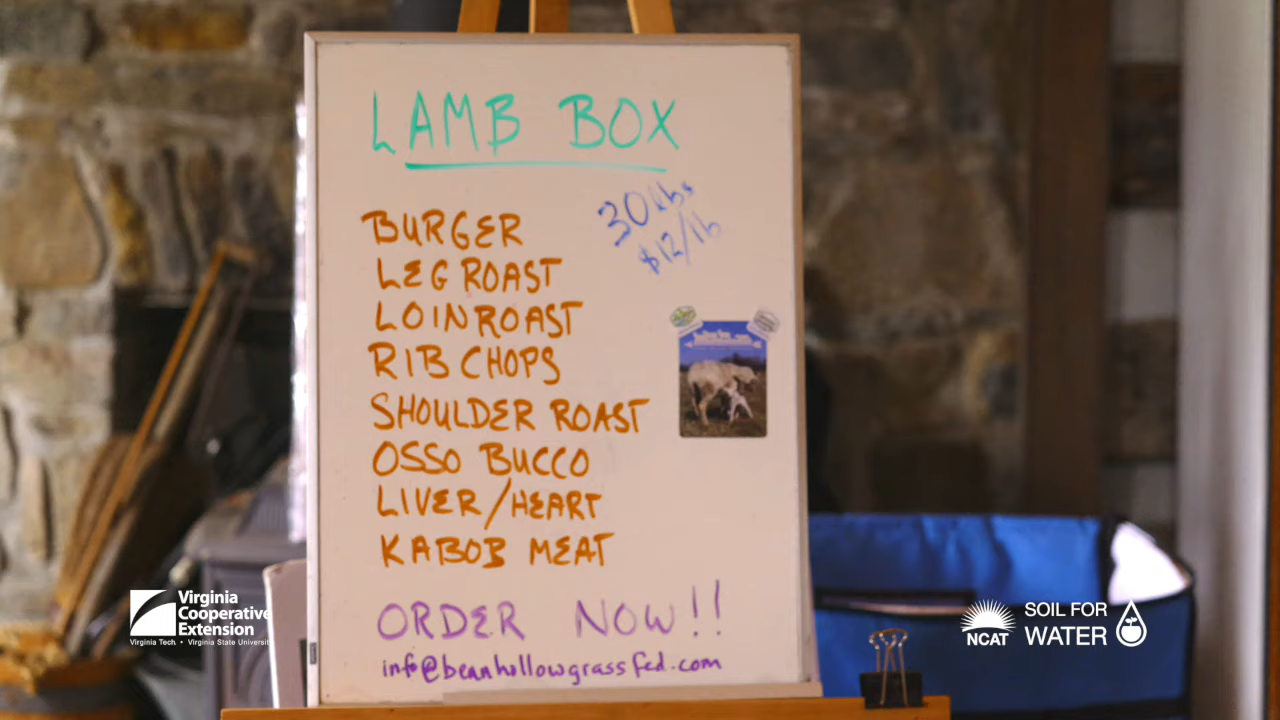 LAMB BOX
30 lbs
$12/lb
BURGER
LEG ROAST
LOIN ROAST
RIB CHOPS
SHOULDER ROAST
OSSO BUCCO
LIVER/HEART
KABOB MEAT
ORDER NOW!!
info@beanhollowgrassfed.com
Virginia
Cooperative
Extension
Virginia Tech • Virginia State University
NCAT
SOIL FOR
WATER